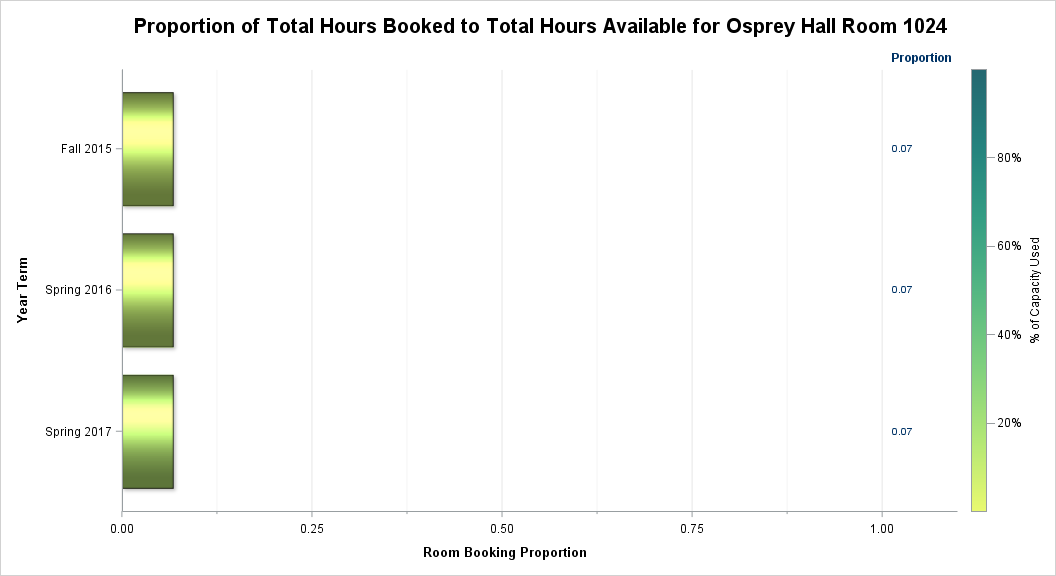 Proportion of Total Hours Booked to Total Hours Available for Osprey Hall Room 1024
Proportion
Fall 2015
0.07
Spring 2016
0.07
Spring 2017
0.07
Year Term
0.00 0.25 0.50 0.75 1.00
Room Booking Proportion
80%
60%
40%
20%
% of Capacity Used